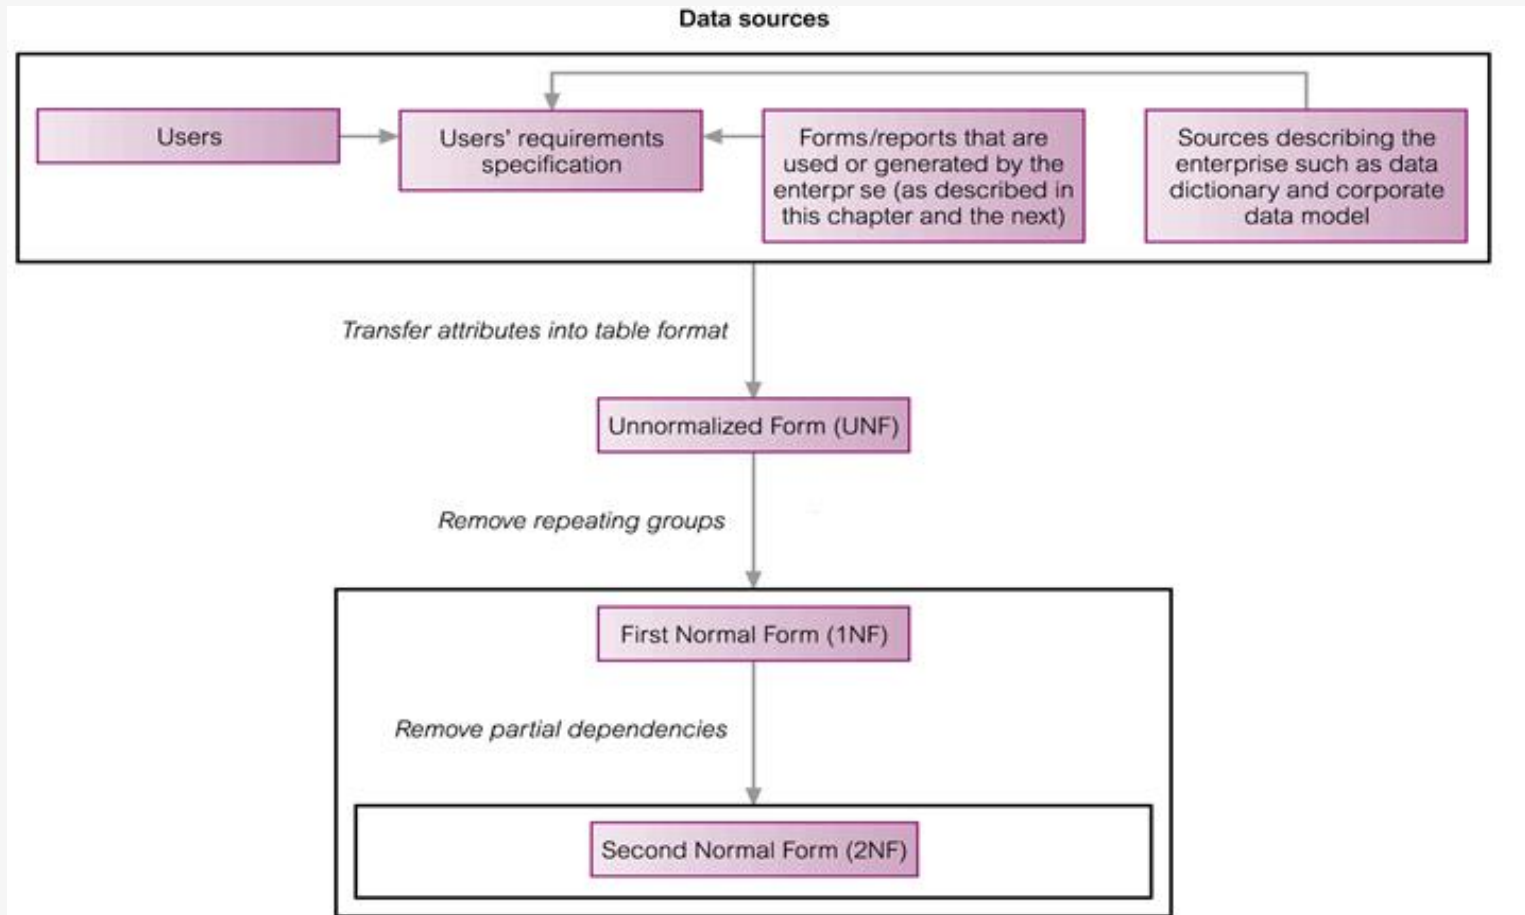 Data sources
Users
Users' requirements
specification
Forms/reports that are
used or generated by the
enterpr se (as described in
this chapter and the next)
Sources describing the
enterprise such as data
dictionary and corporate
data model
Transfer attributes into table format
Unnormalized Form (UNF)
Remove repeating groups
First Normal Form (1NF)
Remove partial dependencies
Second Normal Form (2NF)